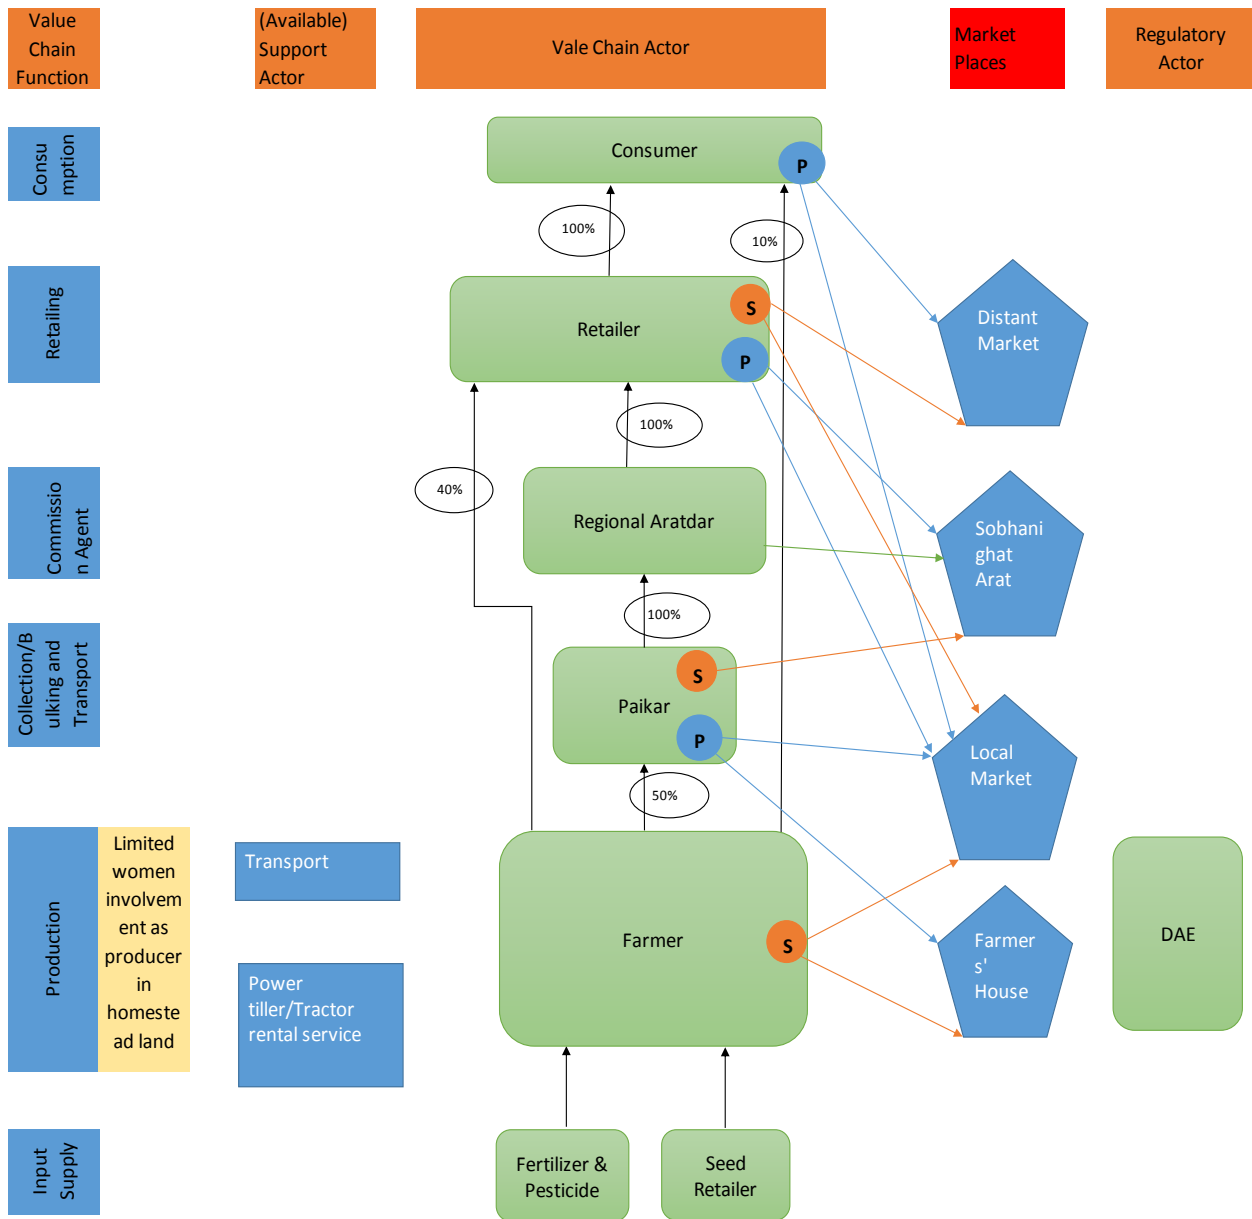 Value
Chain
Function
(Available)
Support
Actor
Vale Chain Actor
Market
Places
Regulatory
Actor
Consu
mption
Consumer
P
100%
10%
Retailing
Retailer
S
P
Distant
Market
100%
40%
Commissio
n Agent
Regional Aratdar
Sobhani
ghat
Arat
100%
Collection/B
ulking and
Transport
Paikar
S
P
Local
Market
50%
Production
Limited
women
involvem
ent as
producer
in
homeste
ad land
Transport
Power
tiller/Tractor
rental service
Farmer
S
Farmer
s'
House
DAE
Input
Supply
Fertilizer &
Pesticide
Seed
Retailer